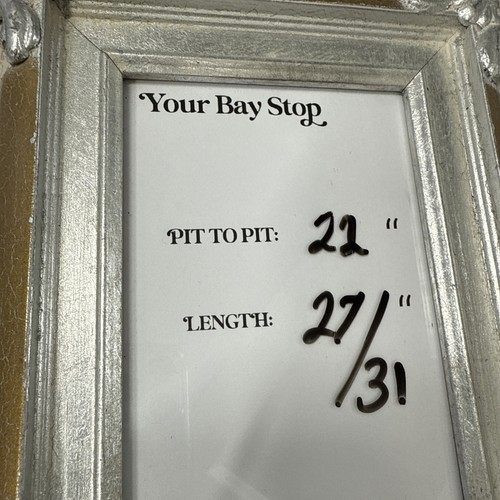 Your Bay Stop
PIT TO PIT: 22 "
LENGTH: 27/ "
31